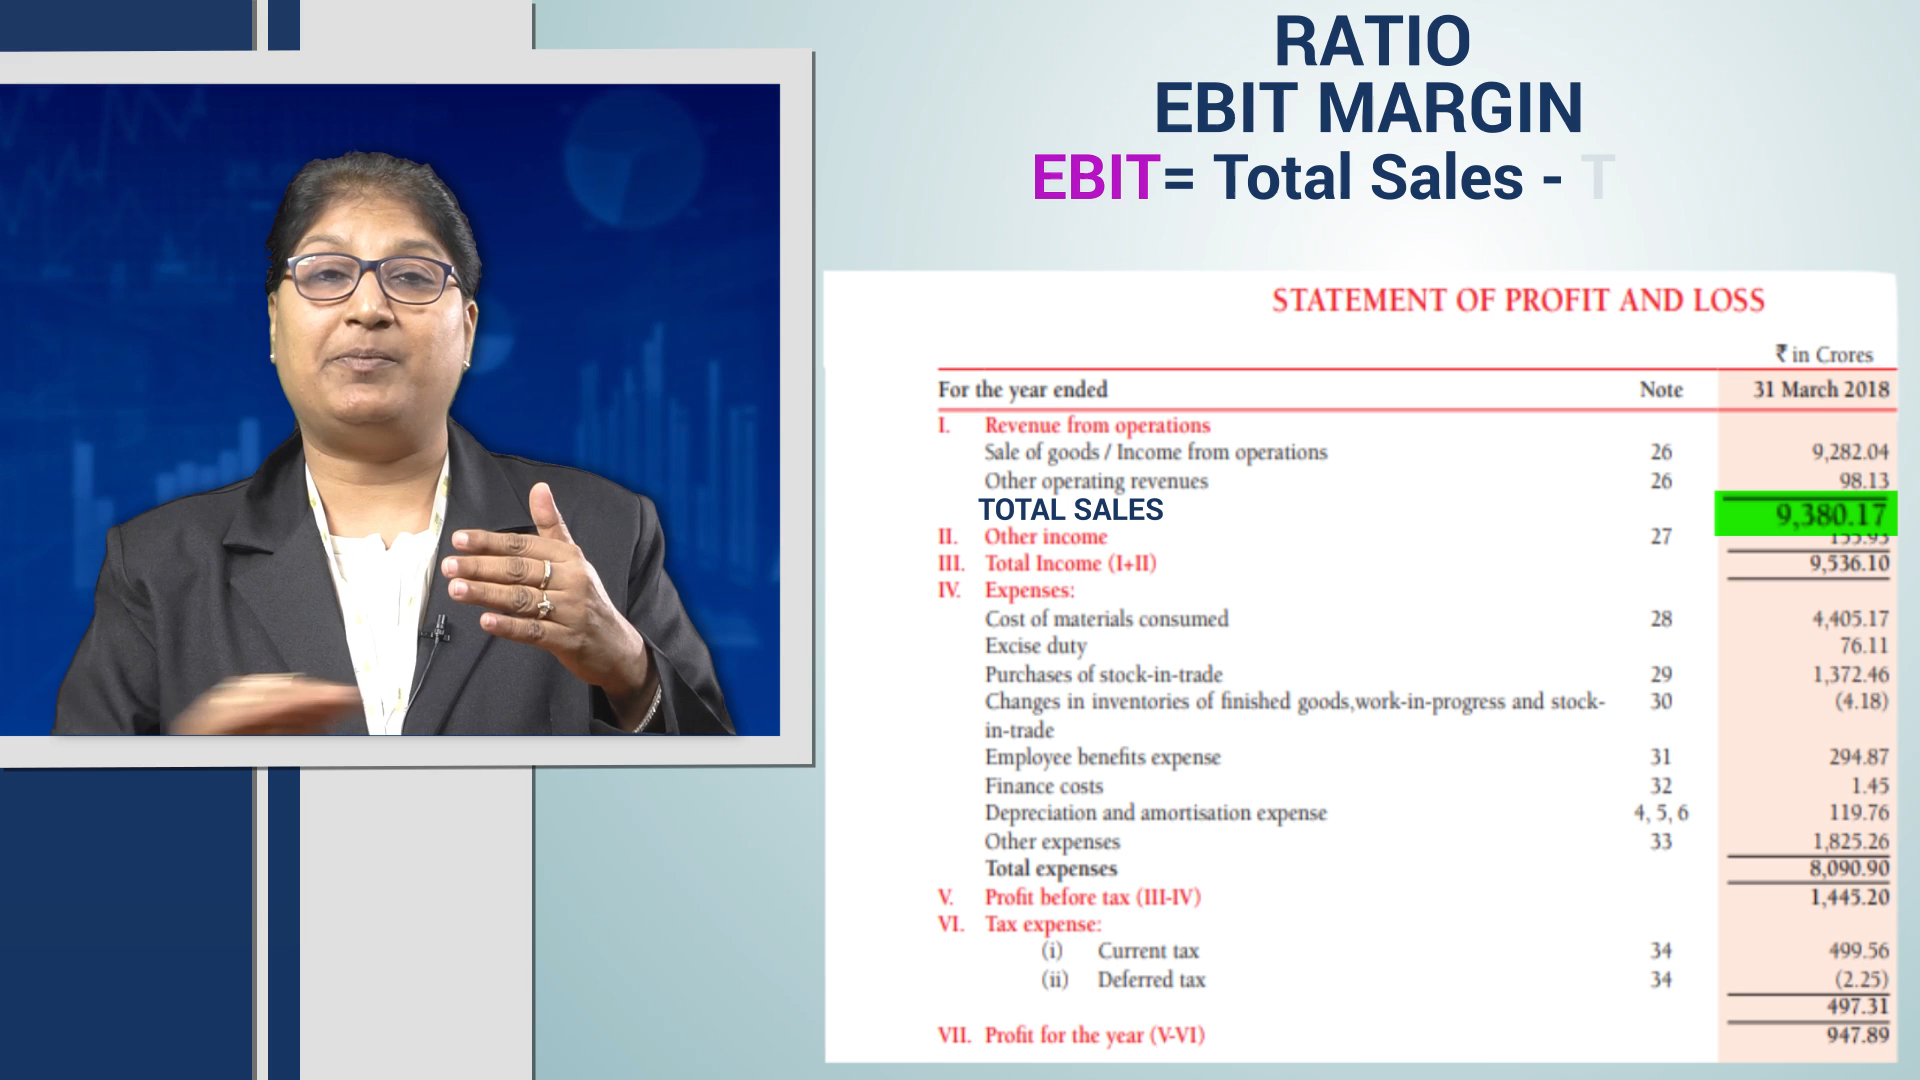 RATIO
EBIT MARGIN
EBIT= Total Sales - T
STATEMENT OF PROFIT AND LOSS
₹ in Crores
For the year ended Note 31 March 2018
I. Revenue from operations
Sale of goods / Income from operations 26 9,282.04
Other operating revenues 26 98.13
TOTAL SALES 9,380.17
II. Other income 27 155.93
III. Total Income (I+II) 9,536.10
IV. Expenses:
Cost of materials consumed 28 4,405.17
Excise duty 76.11
Purchases of stock-in-trade 29 1,372.46
Changes in inventories of finished goods,work-in-progress and stock- 30 (4.18)
in-trade
Employee benefits expense 31 294.87
Finance costs 32 1.45
Depreciation and amortisation expense 4, 5, 6 119.76
Other expenses 33 1,825.26
Total expenses 8,090.90
V. Profit before tax (III-IV) 1,445.20
VI. Tax expense:
(i) Current tax 34 499.56
(ii) Deferred tax 34 (2.25)
497.31
VII. Profit for the year (V-VI) 947.89